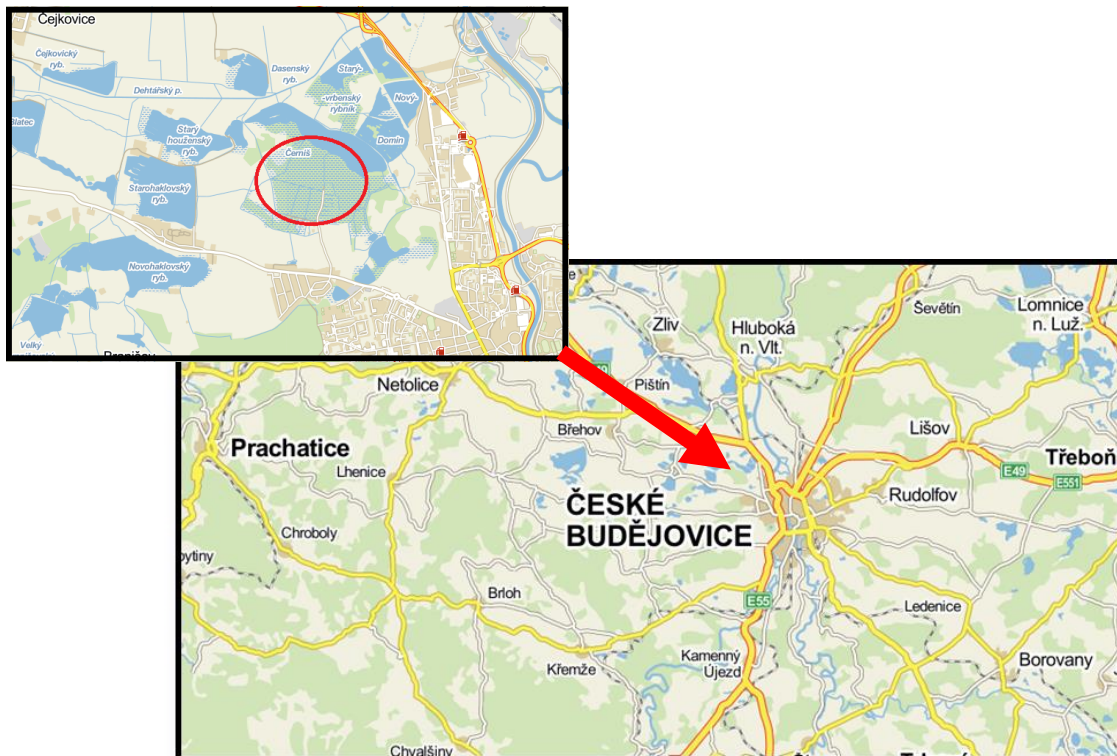 Čejkovice
Čejkovický
ryb.
Dasenský
ryb.
Starý-
-vrbenský
rybník
Nový-
Dehtářský p.
Domin
Starý
houženský
ryb.
Černiš
Starohaklovský
ryb.
Novohaklovský
ryb.
Velký
Zliv
Hluboká
n. Vlt.
Ševětín
Lomnice
n. Luž.
Netolice
Pištín
Břehov
Lišov
Prachatice
Lhenice
E49
Třeboň
E551
Rudolfov
ČESKÉ
BUDĚJOVICE
Chroboly
Brloh
E55
Ledenice
Křemže
Kamenný
Újezd
Borovany
Chvalšiny